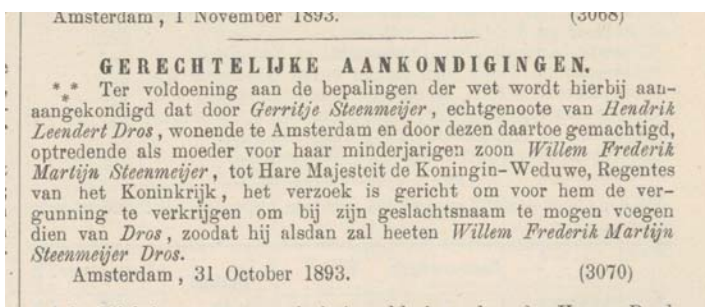 Amsterdam, 1 November 1893. (3068)
GERECHTELIJKE AANKONDIGINGEN.
*** Ter voldoening aan de bepalingen der wet wordt hierbij aan-
aangekondigd dat door Gerritje Steenmeijer, echtgenoote van Hendrik
Leendert Dros, wonende te Amsterdam en door dezen daartoe gemachtigd,
optredende als moeder voor haar minderjarigen zoon Willem Frederik
Martijn Steenmeijer, tot Hare Majesteit de Koningin-Weduwe, Regentes
van het Koninkrijk, het verzoek is gericht om voor hem de ver-
gunning te verkrijgen om bij zijn geslachtsnaam te mogen voegen
dien van Dros, zoodat hij alsdan zal heeten Willem Frederik Martijn
Steenmeijer Dros.
Amsterdam, 31 October 1893. (3070)